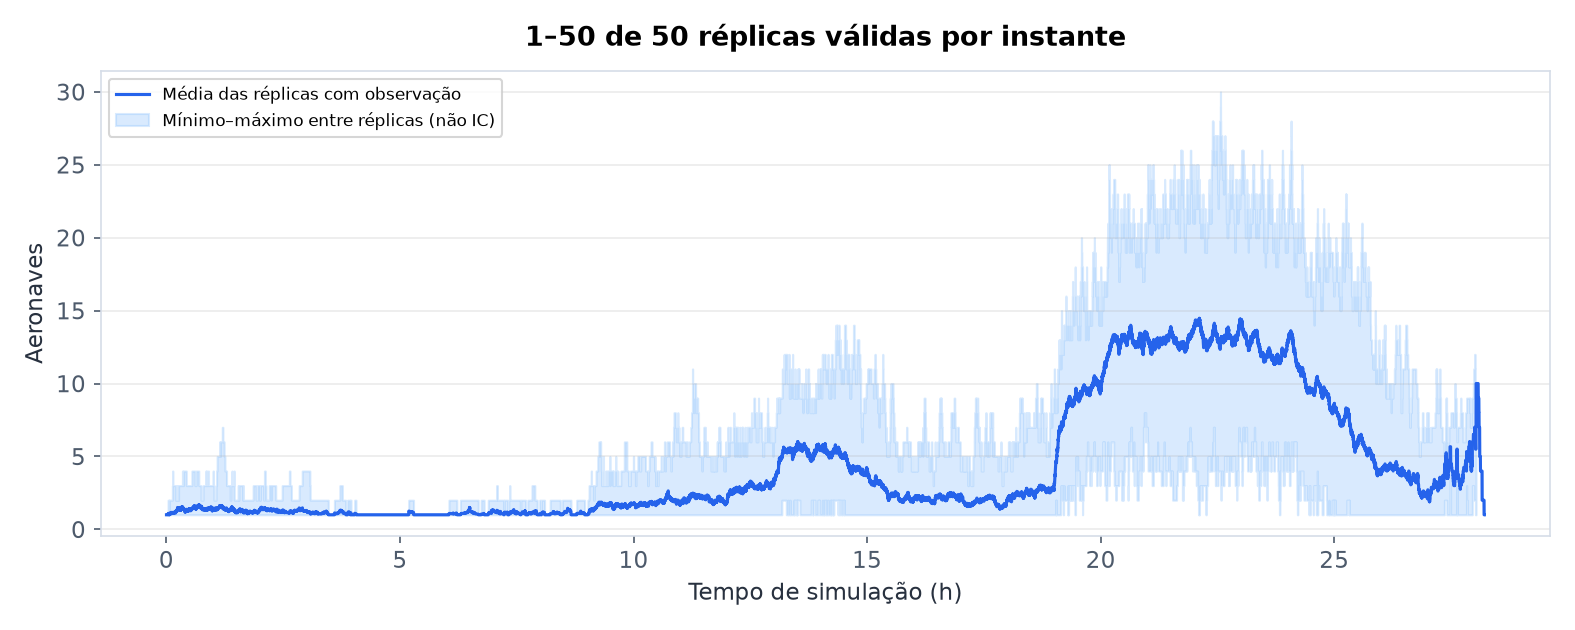 1–50 de 50 réplicas válidas por instante
Média das réplicas com observação
Mínimo–máximo entre réplicas (não IC)
Aeronaves
30
25
20
15
10
5
0
0 5 10 15 20 25
Tempo de simulação (h)